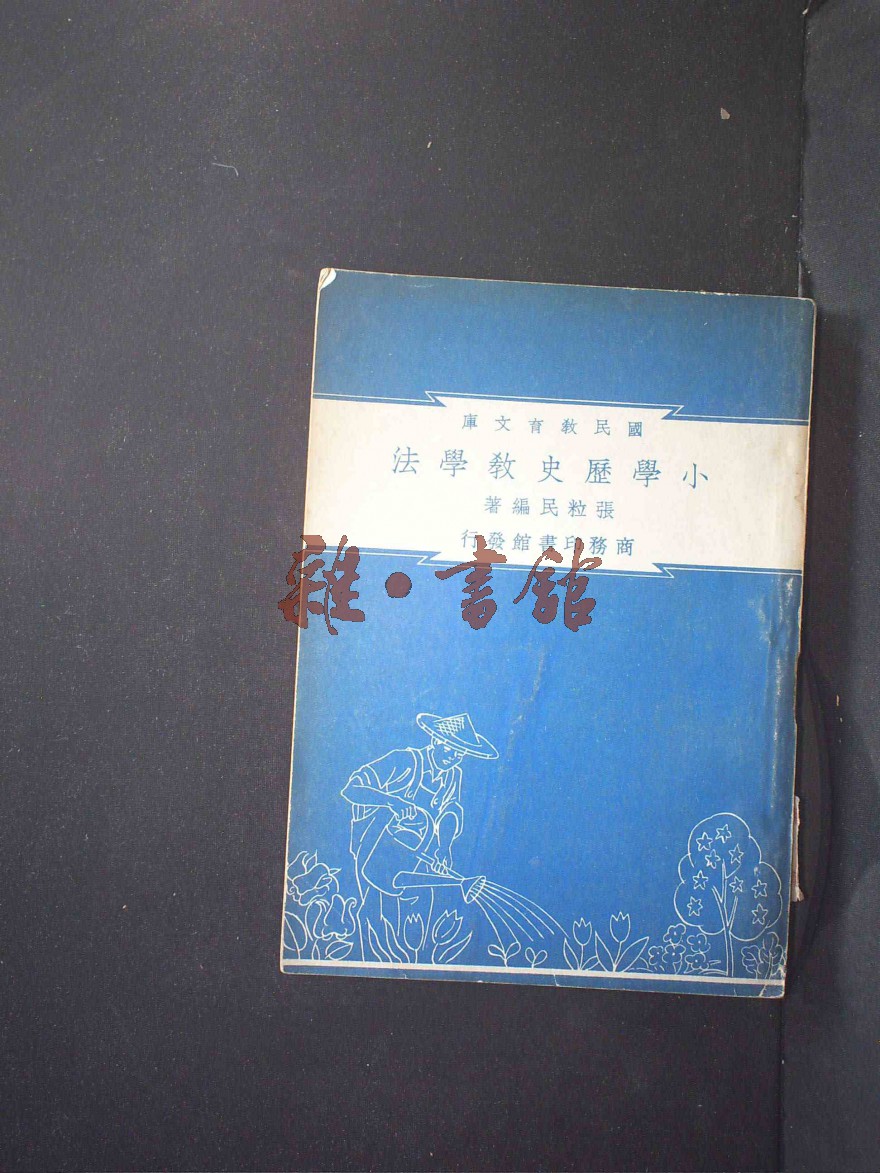 國民教育文庫
小學歷史教學法
張粒民編著
商務印書館發行
雜·書館